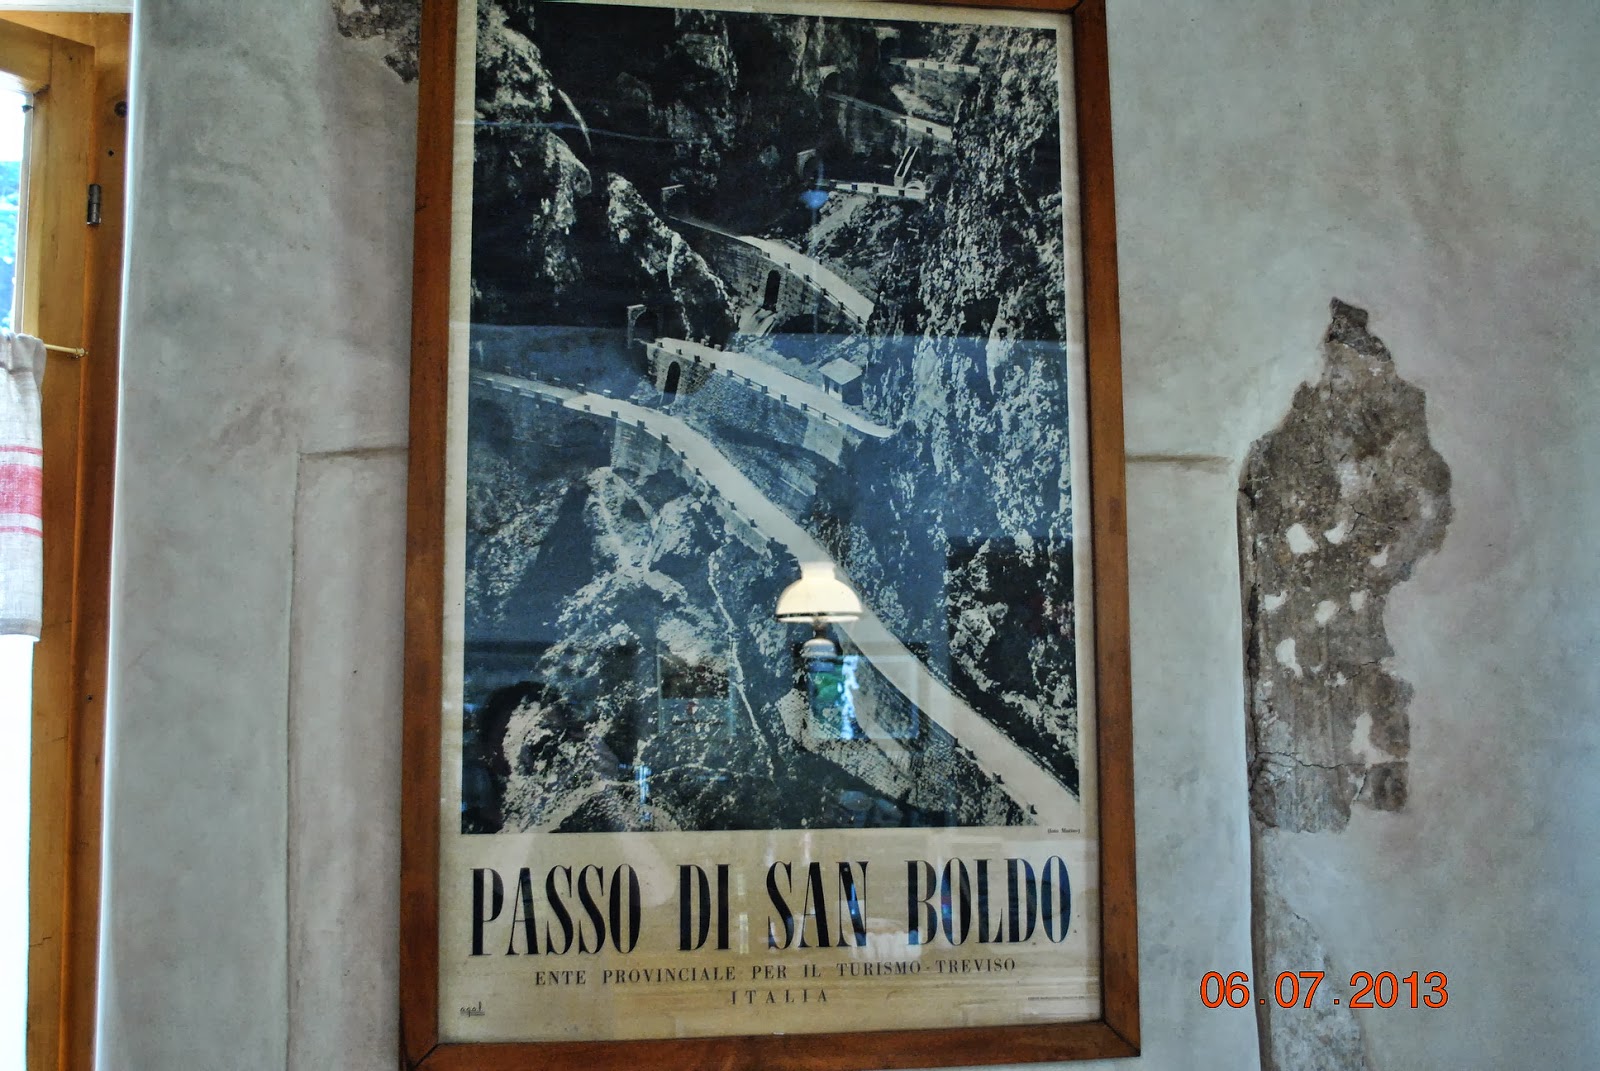 PASSO DI SAN BOLDO
ENTE PROVINCIALE PER IL TURISMO - TREVISO
ITALIA
06.07.2013